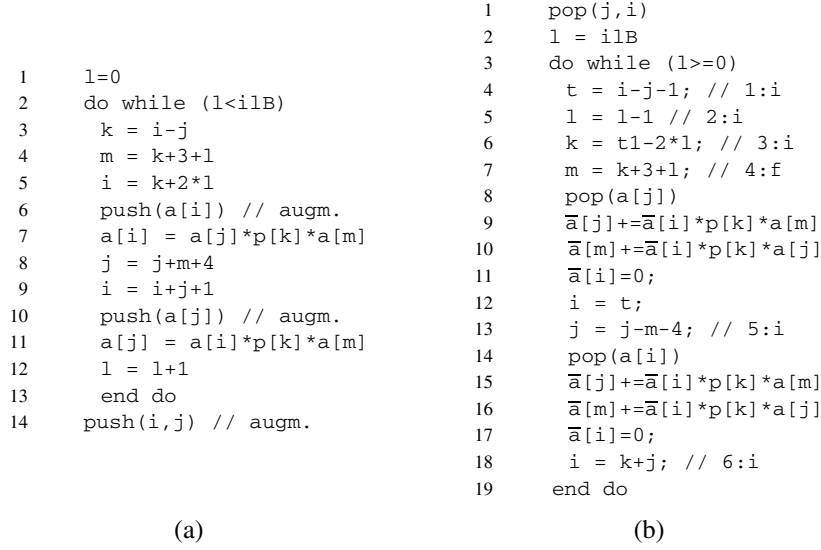 1 l=0
2 do while (l<ilB)
3 k = i-j
4 m = k+3+l
5 i = k+2*l
6 push(a[i]) // augm.
7 a[i] = a[j]*p[k]*a[m]
8 j = j+m+4
9 i = i+j+1
10 push(a[j]) // augm.
11 a[j] = a[i]*p[k]*a[m]
12 l = l+1
13 end do
14 push(i,j) // augm.
(a)
1 pop(j,i)
2 l = ilB
3 do while (l>=0)
4 t = i-j-1; // 1:i
5 l = l-1 // 2:i
6 k = t1-2*l; // 3:i
7 m = k+3+l; // 4:f
8 pop(a[j])
9 a̅[j]+=a̅[i]*p[k]*a[m]
10 a̅[m]+=a̅[i]*p[k]*a[j]
11 a̅[i]=0;
12 i = t;
13 j = j-m-4; // 5:i
14 pop(a[i])
15 a̅[j]+=a̅[i]*p[k]*a[m]
16 a̅[m]+=a̅[i]*p[k]*a[j]
17 a̅[i]=0;
18 i = k+j; // 6:i
19 end do
(b)